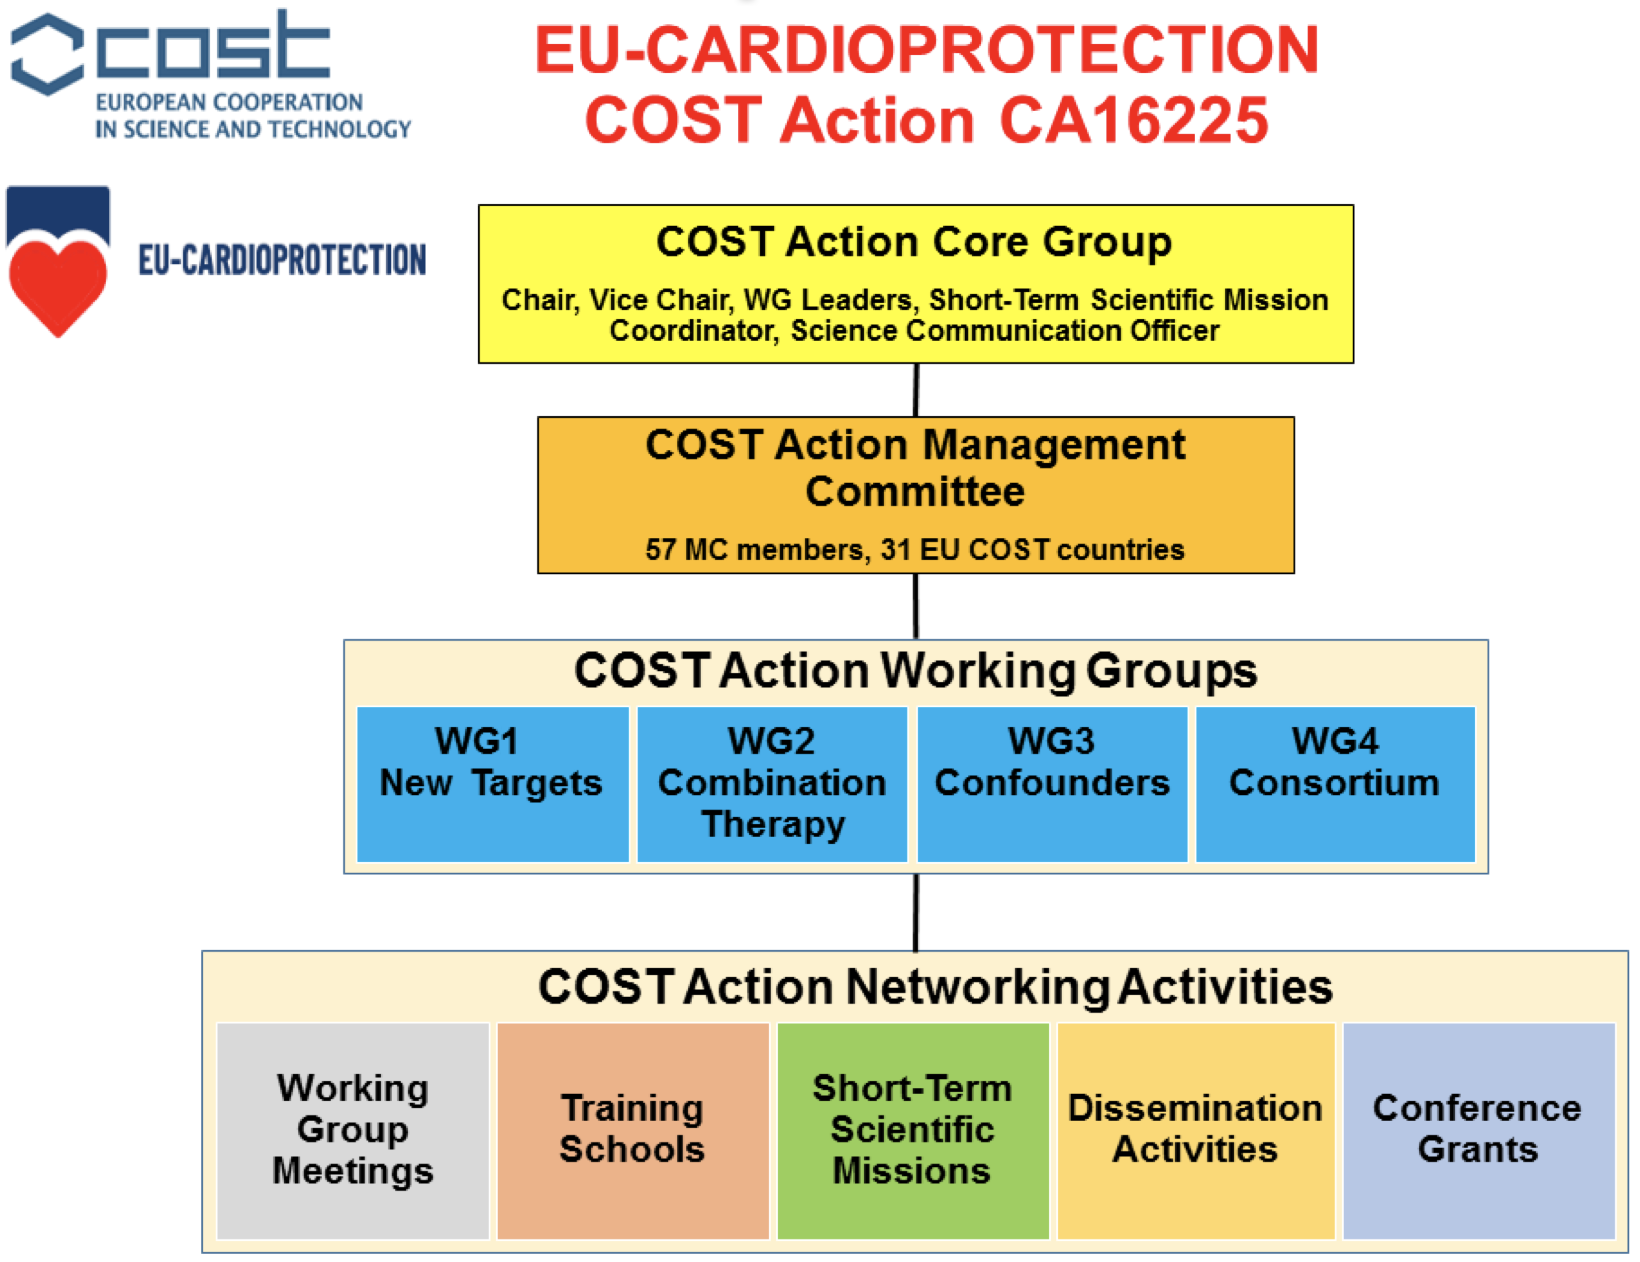 cost
EUROPEAN COOPERATION
IN SCIENCE AND TECHNOLOGY
EU-CARDIOPROTECTION
COST Action CA16225
EU-CARDIOPROTECTION
COST Action Core Group
Chair, Vice Chair, WG Leaders, Short-Term Scientific Mission
Coordinator, Science Communication Officer
COST Action Management
Committee
57 MC members, 31 EU COST countries
COST Action Working Groups
WG1
New Targets
WG2
Combination
Therapy
WG3
Confounders
WG4
Consortium
COST Action Networking Activities
Working
Group
Meetings
Training
Schools
Short-Term
Scientific
Missions
Dissemination
Activities
Conference
Grants